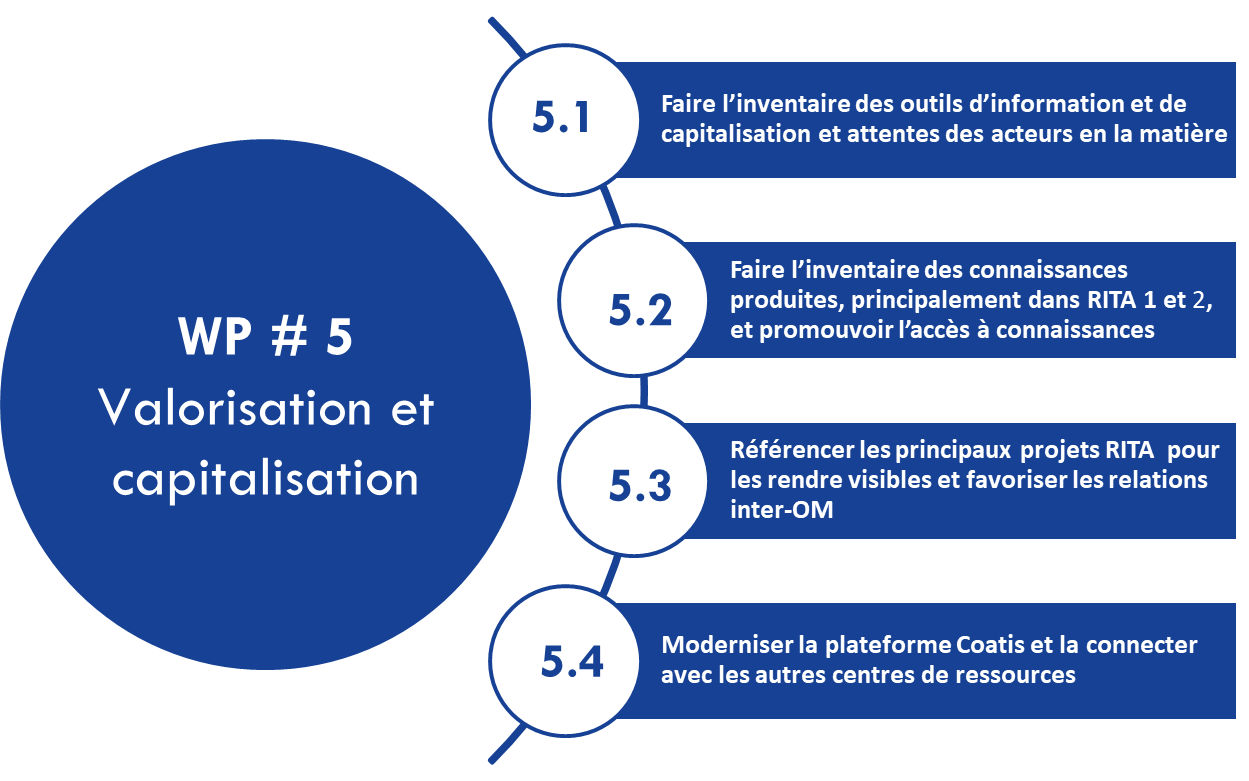 WP # 5
Valorisation et
capitalisation
5.1
Faire l’inventaire des outils d’information et de
capitalisation et attentes des acteurs en la matière
5.2
Faire l’inventaire des connaissances
produites, principalement dans RITA 1 et 2,
et promouvoir l’accès à connaissances
5.3
Référencer les principaux projets RITA pour
les rendre visibles et favoriser les relations
inter-OM
5.4
Moderniser la plateforme Coatis et la connecter
avec les autres centres de ressources